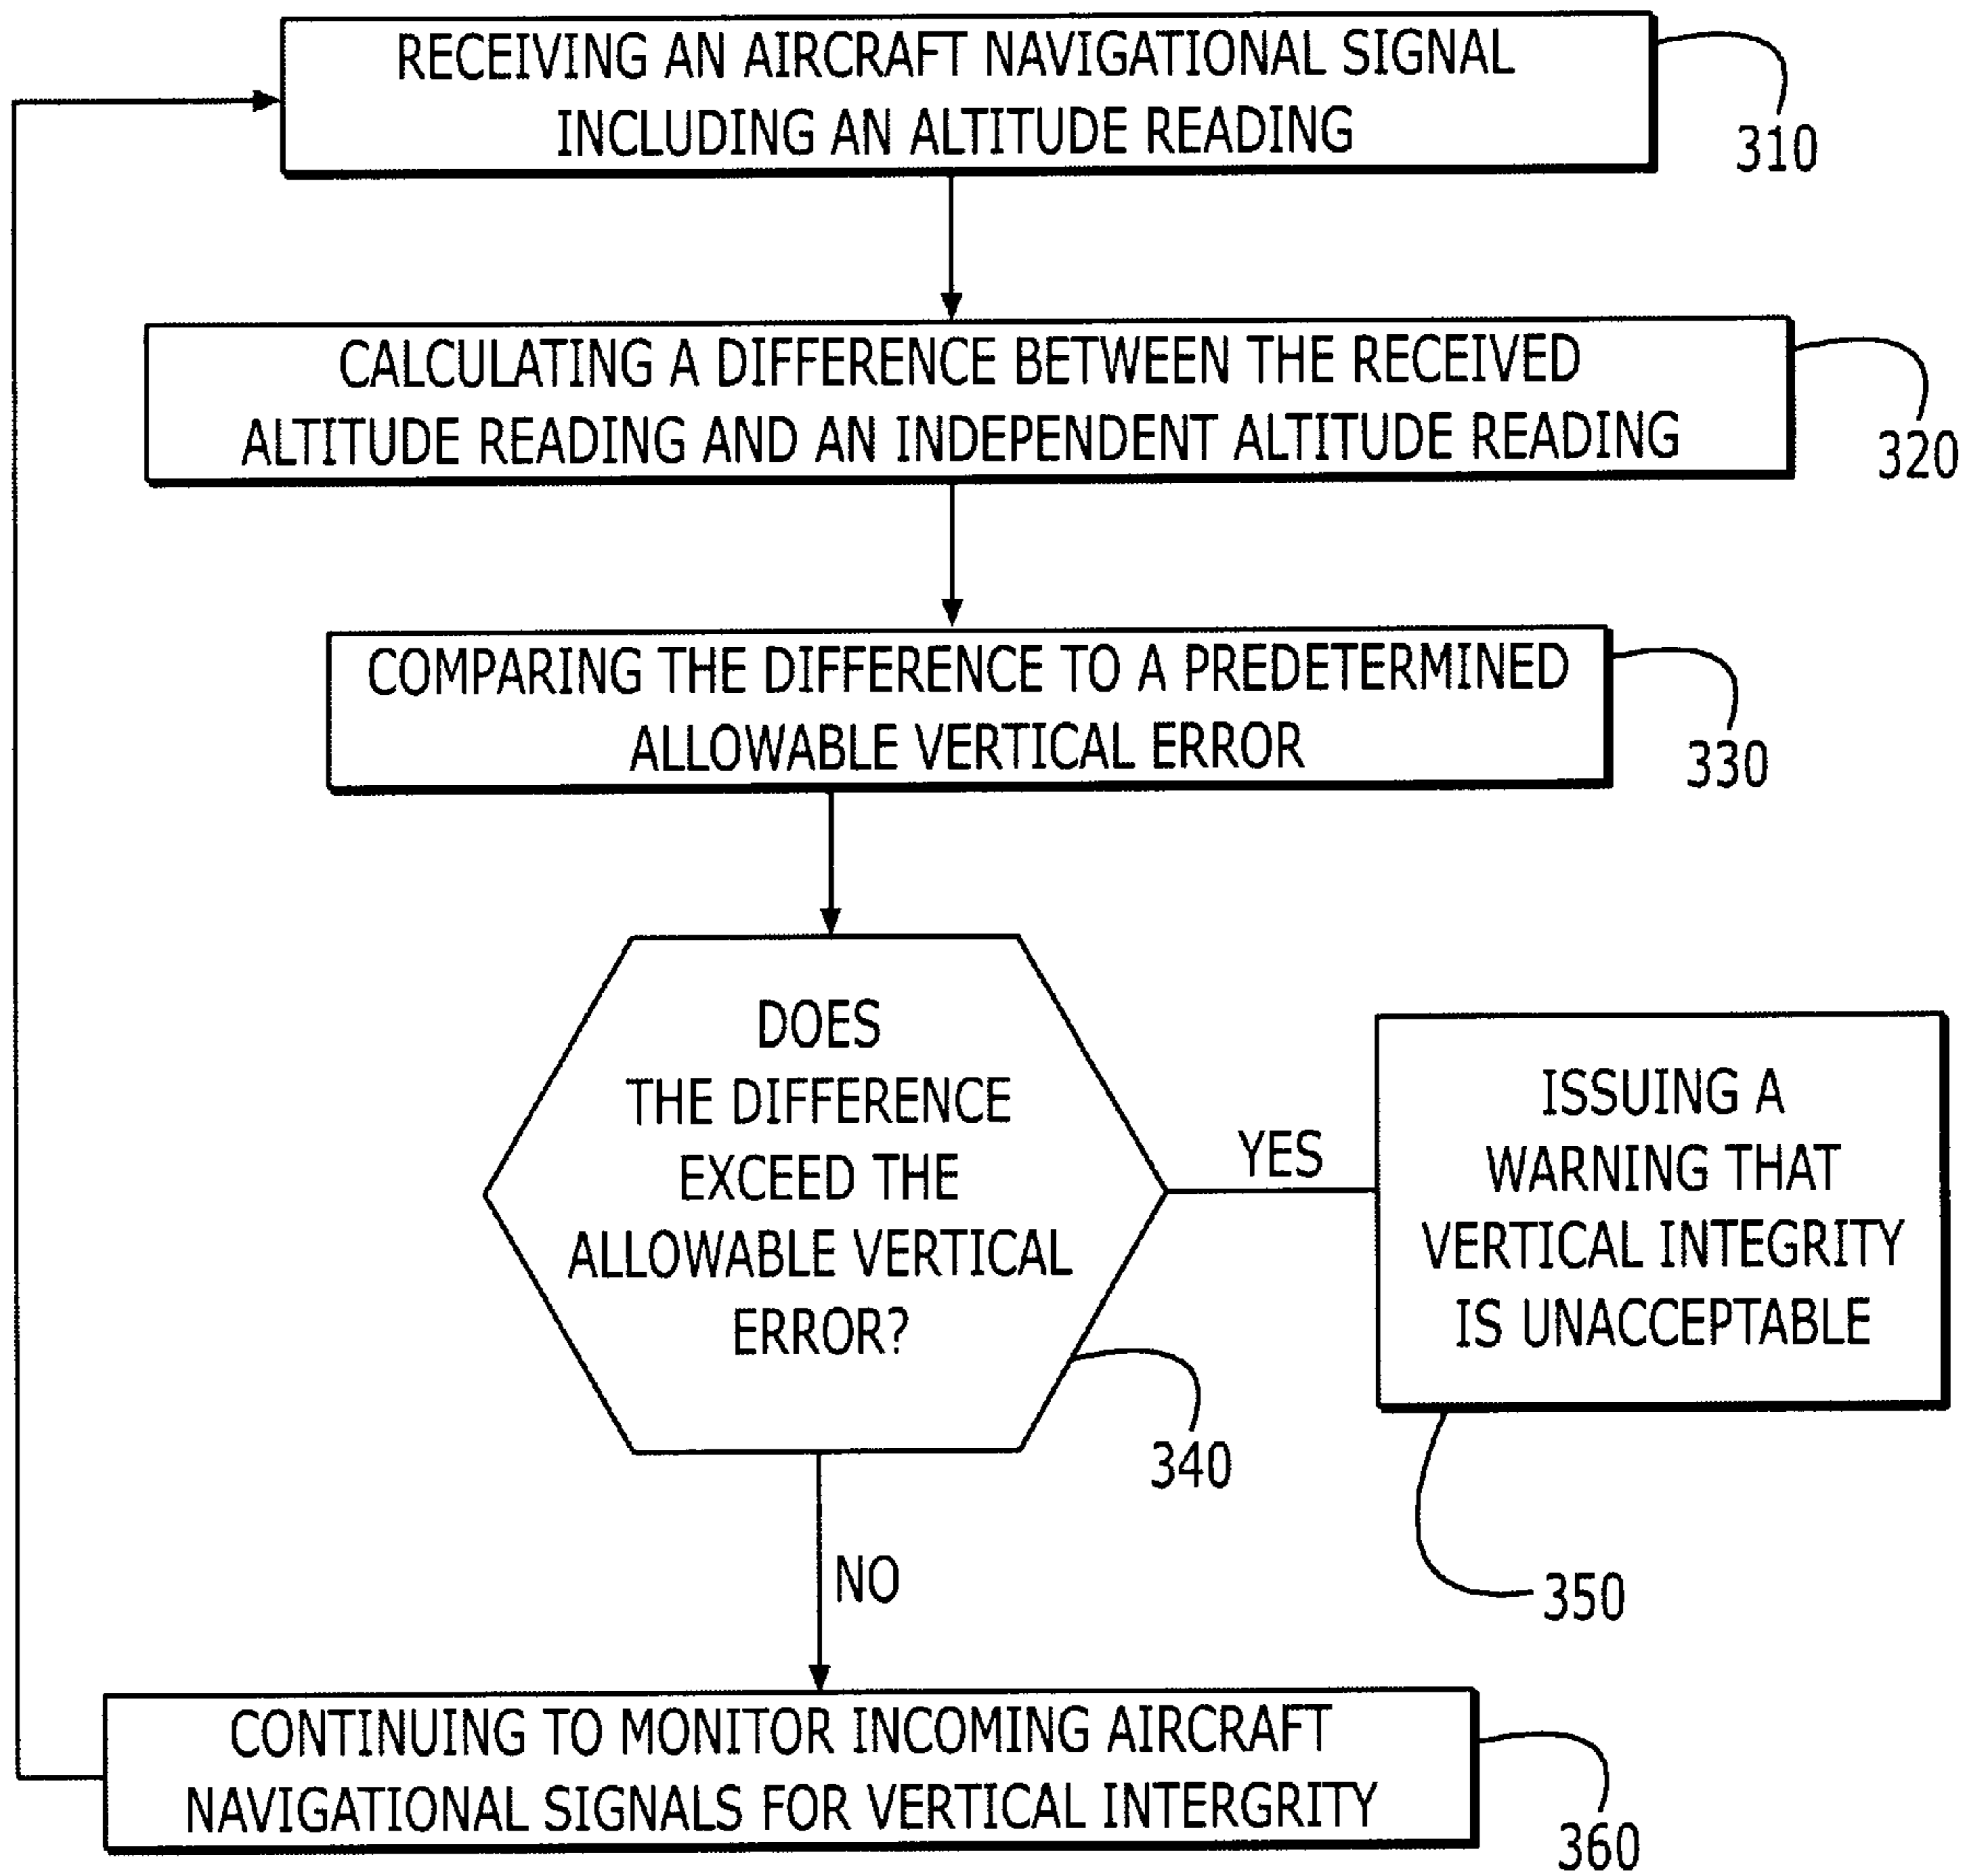 RECEIVING AN AIRCRAFT NAVIGATIONAL SIGNAL
INCLUDING AN ALTITUDE READING
310
CALCULATING A DIFFERENCE BETWEEN THE RECEIVED
ALTITUDE READING AND AN INDEPENDENT ALTITUDE READING
320
COMPARING THE DIFFERENCE TO A PREDETERMINED
ALLOWABLE VERTICAL ERROR
330
DOES
THE DIFFERENCE
EXCEED THE
ALLOWABLE VERTICAL
ERROR?
340
YES
ISSUING A
WARNING THAT
VERTICAL INTEGRITY
IS UNACCEPTABLE
350
NO
CONTINUING TO MONITOR INCOMING AIRCRAFT
NAVIGATIONAL SIGNALS FOR VERTICAL INTERGRITY
360